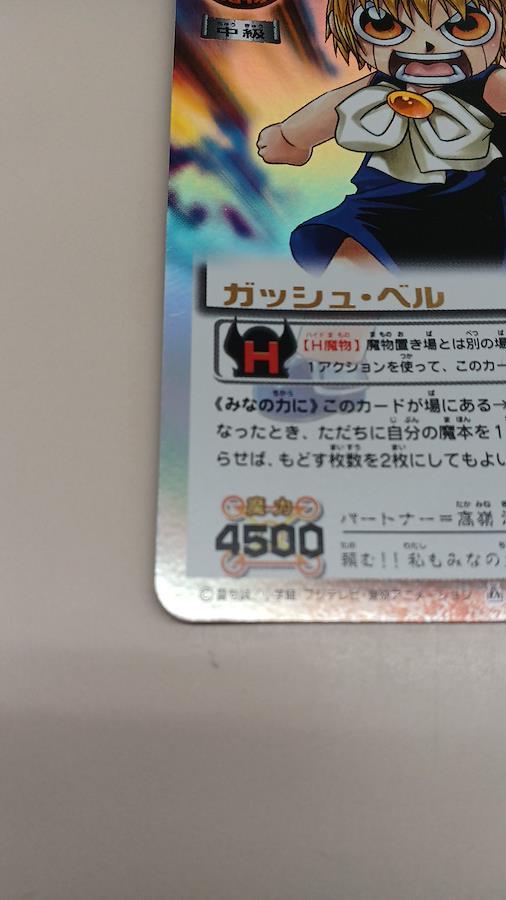 中級
ガッシュ・ベル
H
【H魔物】魔物置き場とは別の場
1アクションを使って、このカー
《みなの力に》このカードが場にある→
なったとき、ただちに自分の魔本を1
らせば、もどす枚数を2枚にしてもよい
魔力
4500
パートナー＝高嶺
頼む!!私もみなの
©雷句誠／小学館・フジテレビ・東映アニメーション